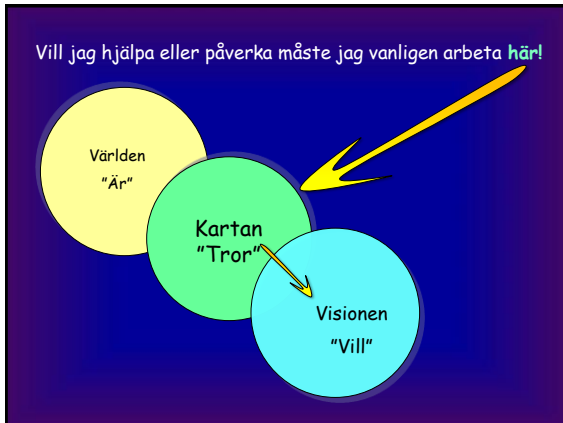 Vill jag hjälpa eller påverka måste jag vanligen arbeta här!
Världen
”Är”
Kartan
”Tror”
Visionen
”Vill”